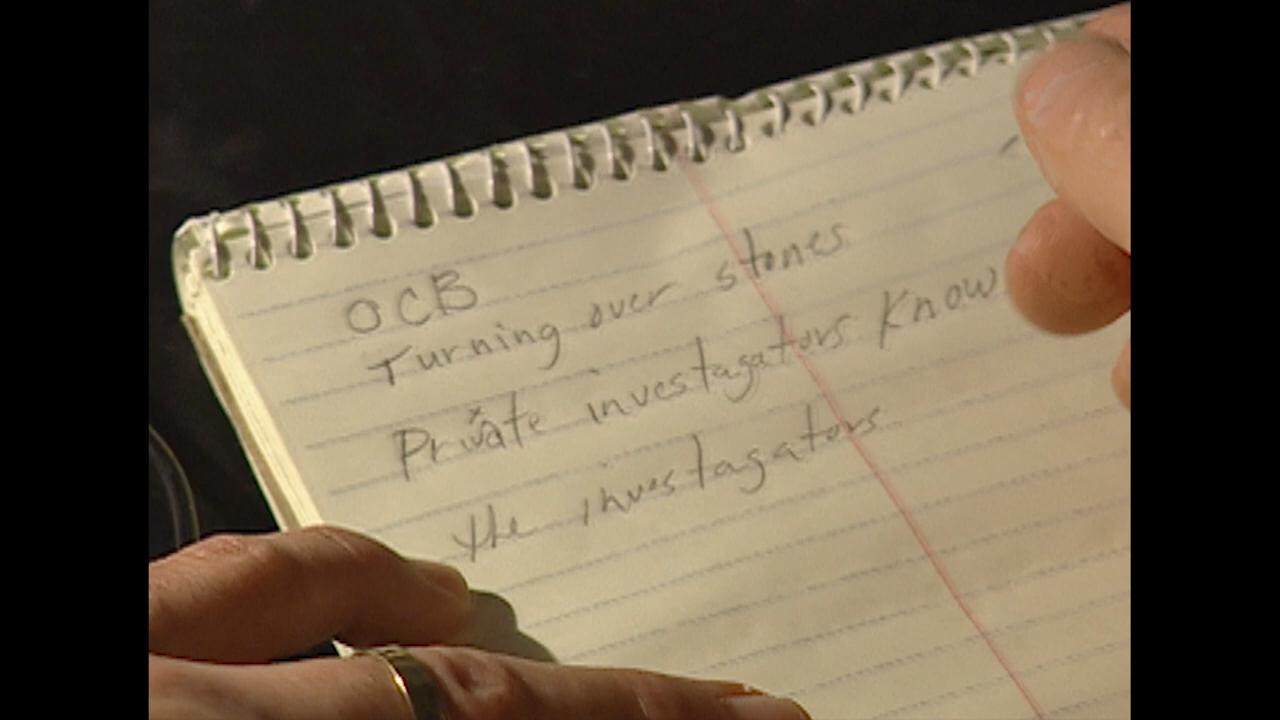 OCB
Turning over stones
Private investagators Know
the investagators